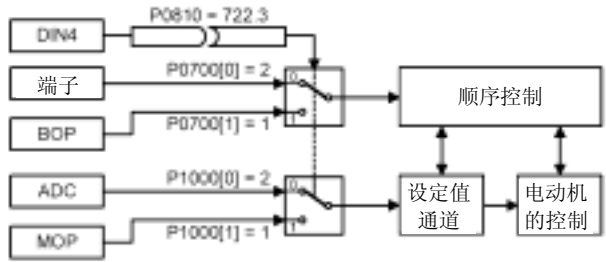 P0810 = 722.3
DIN4
端子
P0700[0] = 2
0
顺序控制
BOP
P0700[1] = 1
1
ADC
P1000[0] = 2
0
设定值
通道
电动机
的控制
MOP
P1000[1] = 1
1